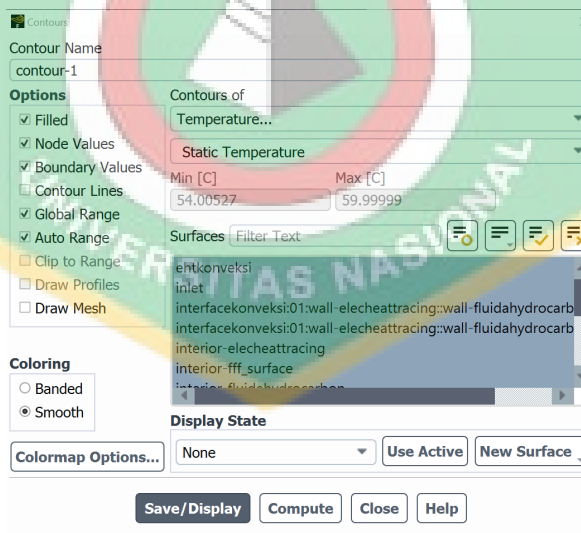 Contours
Contour Name
contour-1
Options
Filled
Node Values
Boundary Values
Contour Lines
Global Range
Auto Range
Clip to Range
Draw Profiles
Draw Mesh
Coloring
Banded
Smooth
Colormap Options...
Contours of
Temperature...
Static Temperature
Min [C] Max [C]
54.00527 59.99999
Surfaces Filter Text
ehtkonveksi
inlet
interfacekonveksi:01:wall-elecheattracing::wall-fluidahydrocarb
interfacekonveksi:01:wall-elecheattracing::wall-fluidahydrocarb
interior-elecheattracing
interior-fff_surface
interior-fluidahydrocarbon
Display State
None Use Active New Surface
Save/Display Compute Close Help
UNIVERSITAS NASIONAL